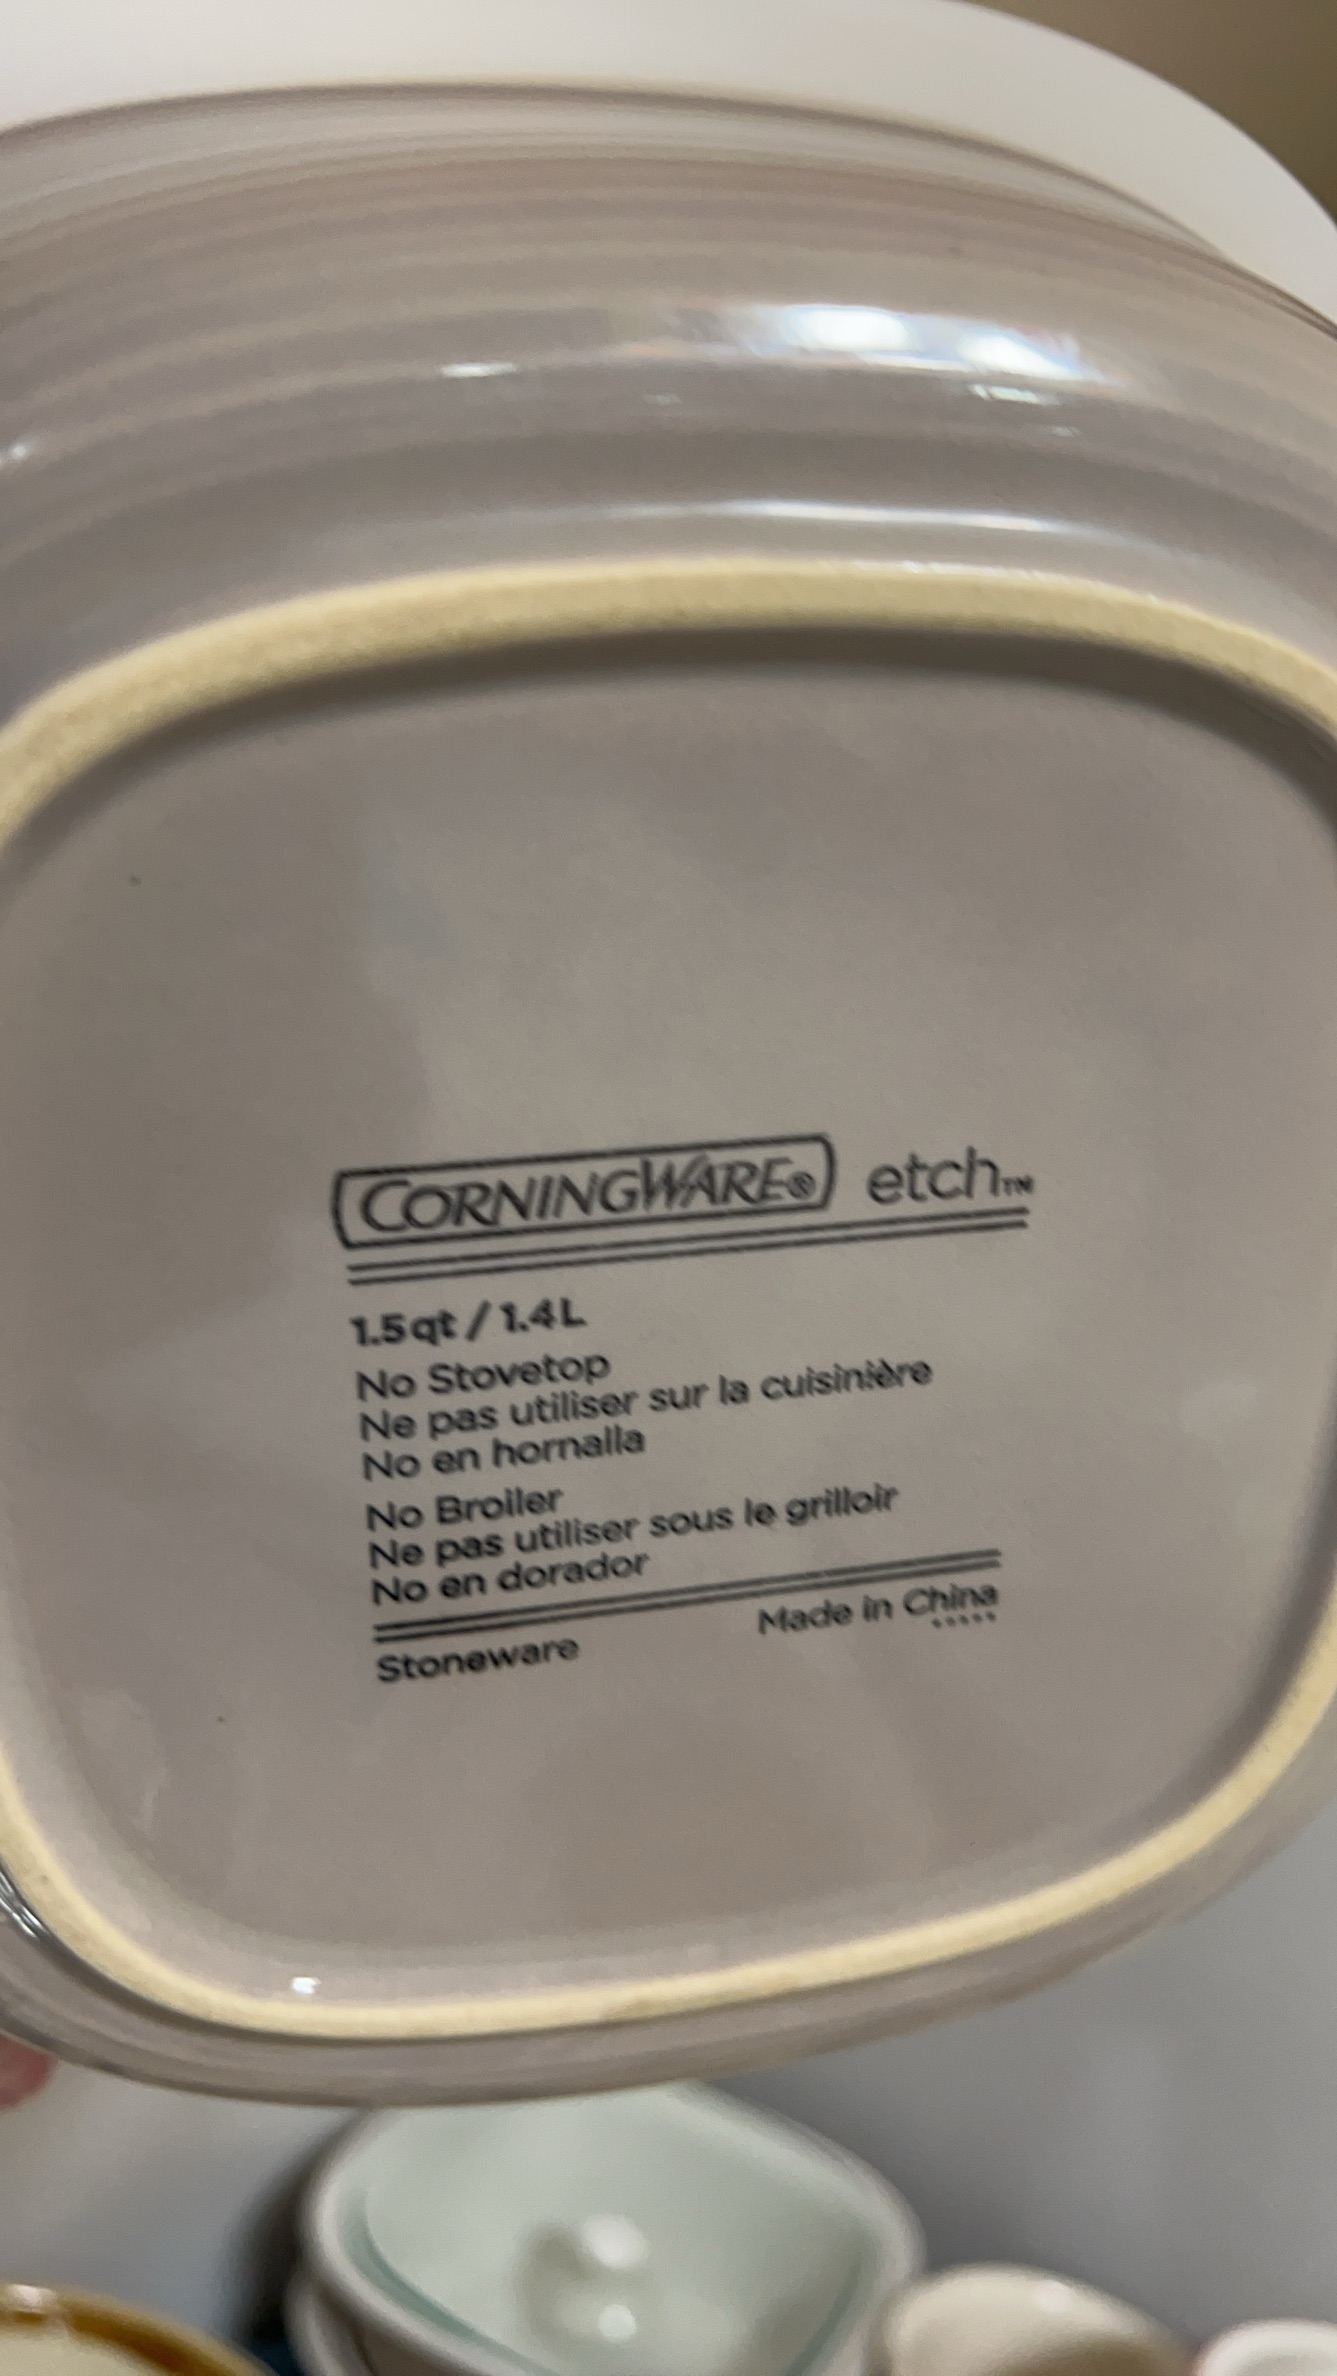 CORNINGWARE® etch™
1.5qt / 1.4L
No Stovetop
Ne pas utiliser sur la cuisinière
No en hornalla
No Broiler
Ne pas utiliser sous le grilloir
No en dorador
Made in China
Stoneware